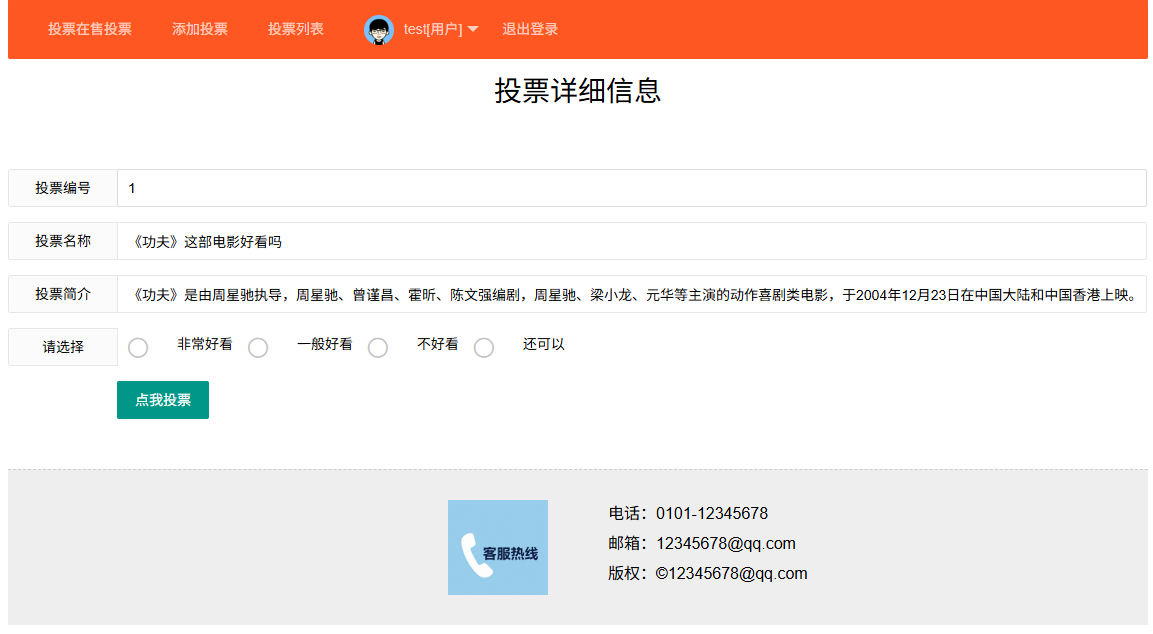 投票在售投票 添加投票 投票列表 test[用户] 退出登录
投票详细信息
投票编号 1
投票名称 《功夫》这部电影好看吗
投票简介 《功夫》是由周星驰执导，周星驰、曾谨昌、霍昕、陈文强编剧，周星驰、梁小龙、元华等主演的动作喜剧类电影，于2004年12月23日在中国大陆和中国香港上映。
请选择 非常好看 一般好看 不好看 还可以
点我投票
客服热线
电话：0101-12345678
邮箱：12345678@qq.com
版权：©12345678@qq.com